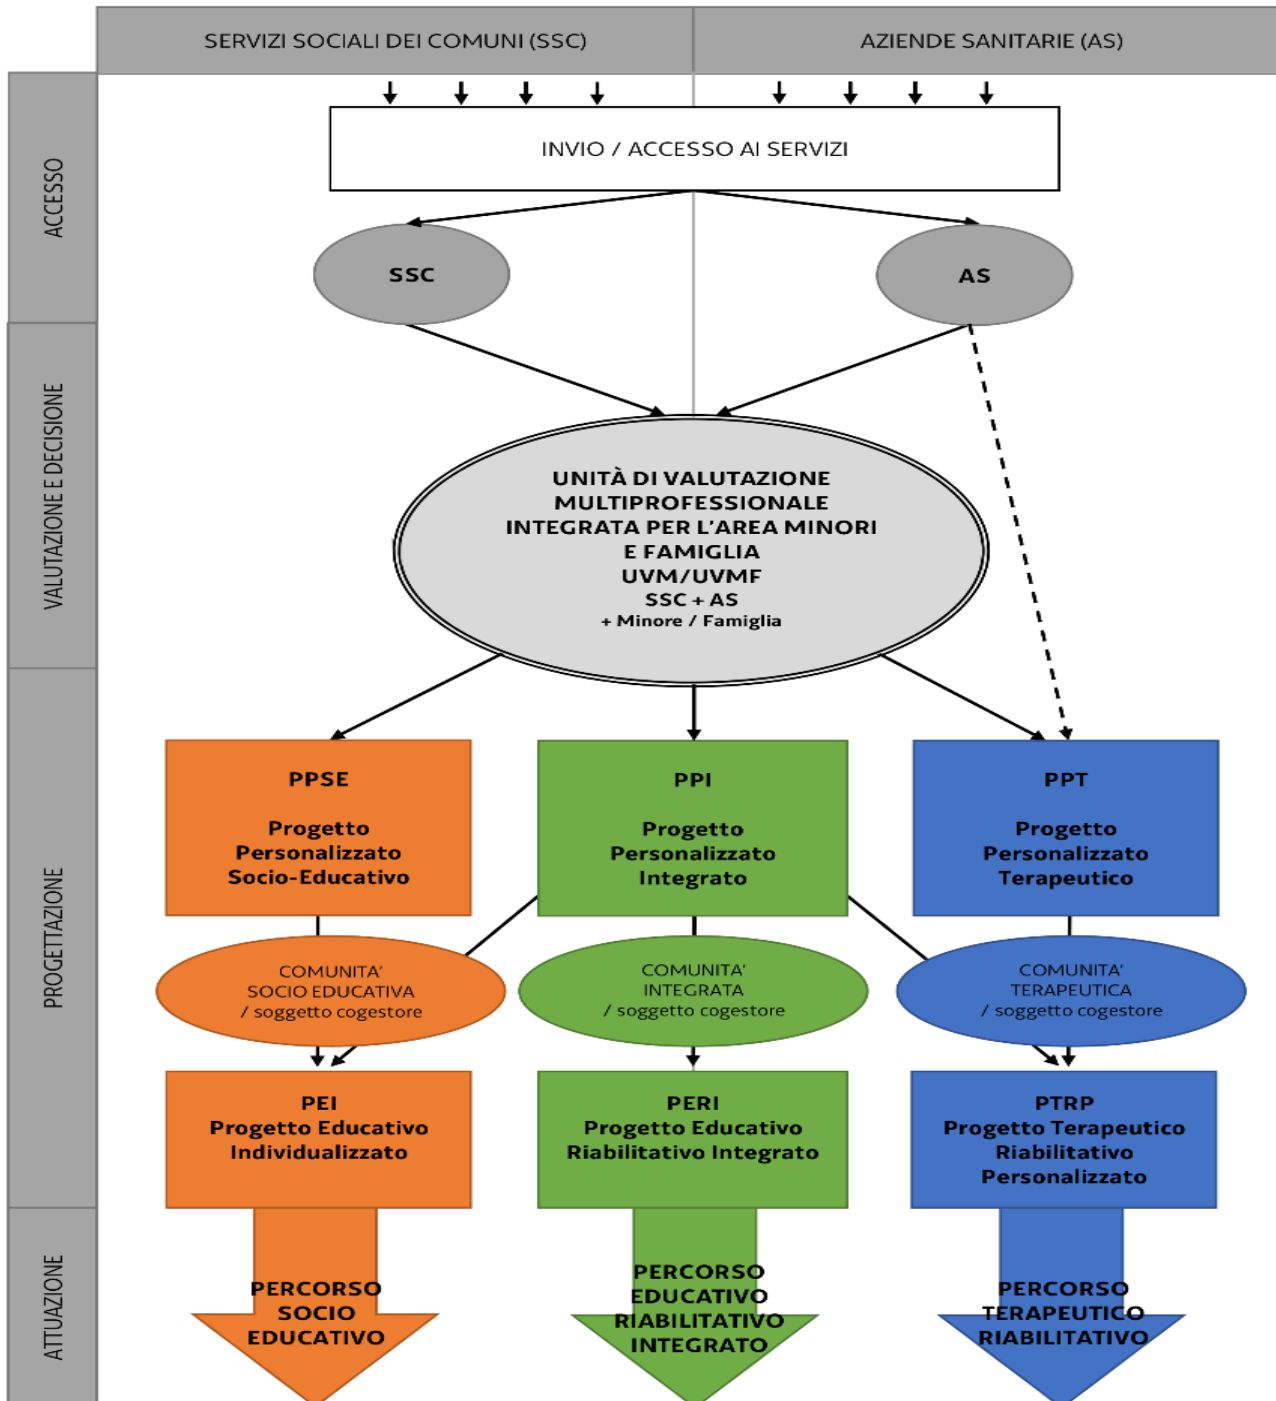 SERVIZI SOCIALI DEI COMUNI (SSC)
AZIENDE SANITARIE (AS)
ACCESSO
INVIO / ACCESSO AI SERVIZI
SSC
AS
VALUTAZIONE E DECISIONE
UNITÀ DI VALUTAZIONE
MULTIPROFESSIONALE
INTEGRATA PER L'AREA MINORI
E FAMIGLIA
UVM/UVMF
SSC + AS
+ Minore / Famiglia
PROGETTAZIONE
PPSE
Progetto
Personalizzato
Socio-Educativo
PPI
Progetto
Personalizzato
Integrato
PPT
Progetto
Personalizzato
Terapeutico
COMUNITA'
SOCIO EDUCATIVA
/ soggetto cogestore
COMUNITA'
INTEGRATA
/ soggetto cogestore
COMUNITA'
TERAPEUTICA
/ soggetto cogestore
PEI
Progetto Educativo
Individualizzato
PERI
Progetto Educativo
Riabilitativo Integrato
PTRP
Progetto Terapeutico
Riabilitativo
Personalizzato
ATTUAZIONE
PERCORSO
SOCIO
EDUCATIVO
PERCORSO
EDUCATIVO
RIABILITATIVO
INTEGRATO
PERCORSO
TERAPEUTICO
RIABILITATIVO